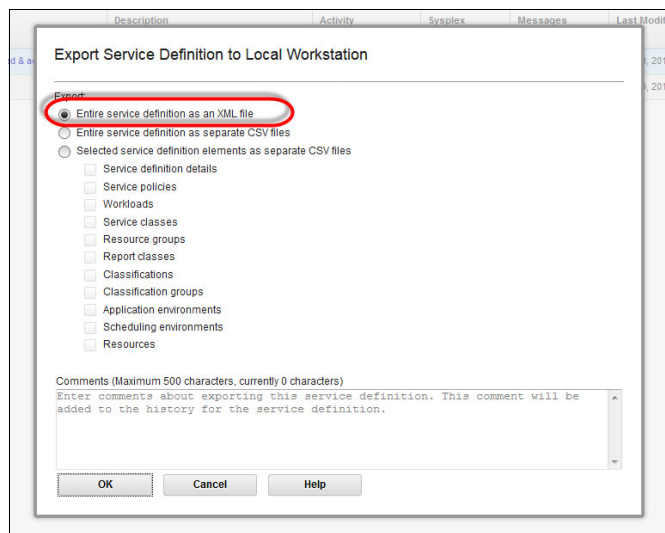 Description Activity Sysplex Messages Last Modif
Export Service Definition to Local Workstation
d & a
, 201
, 201
Export:
Entire service definition as an XML file
Entire service definition as separate CSV files
Selected service definition elements as separate CSV files
Service definition details
Service policies
Workloads
Service classes
Resource groups
Report classes
Classifications
Classification groups
Application environments
Scheduling environments
Resources
Comments (Maximum 500 characters, currently 0 characters)
Enter comments about exporting this service definition. This comment will be
added to the history for the service definition.
OK Cancel Help